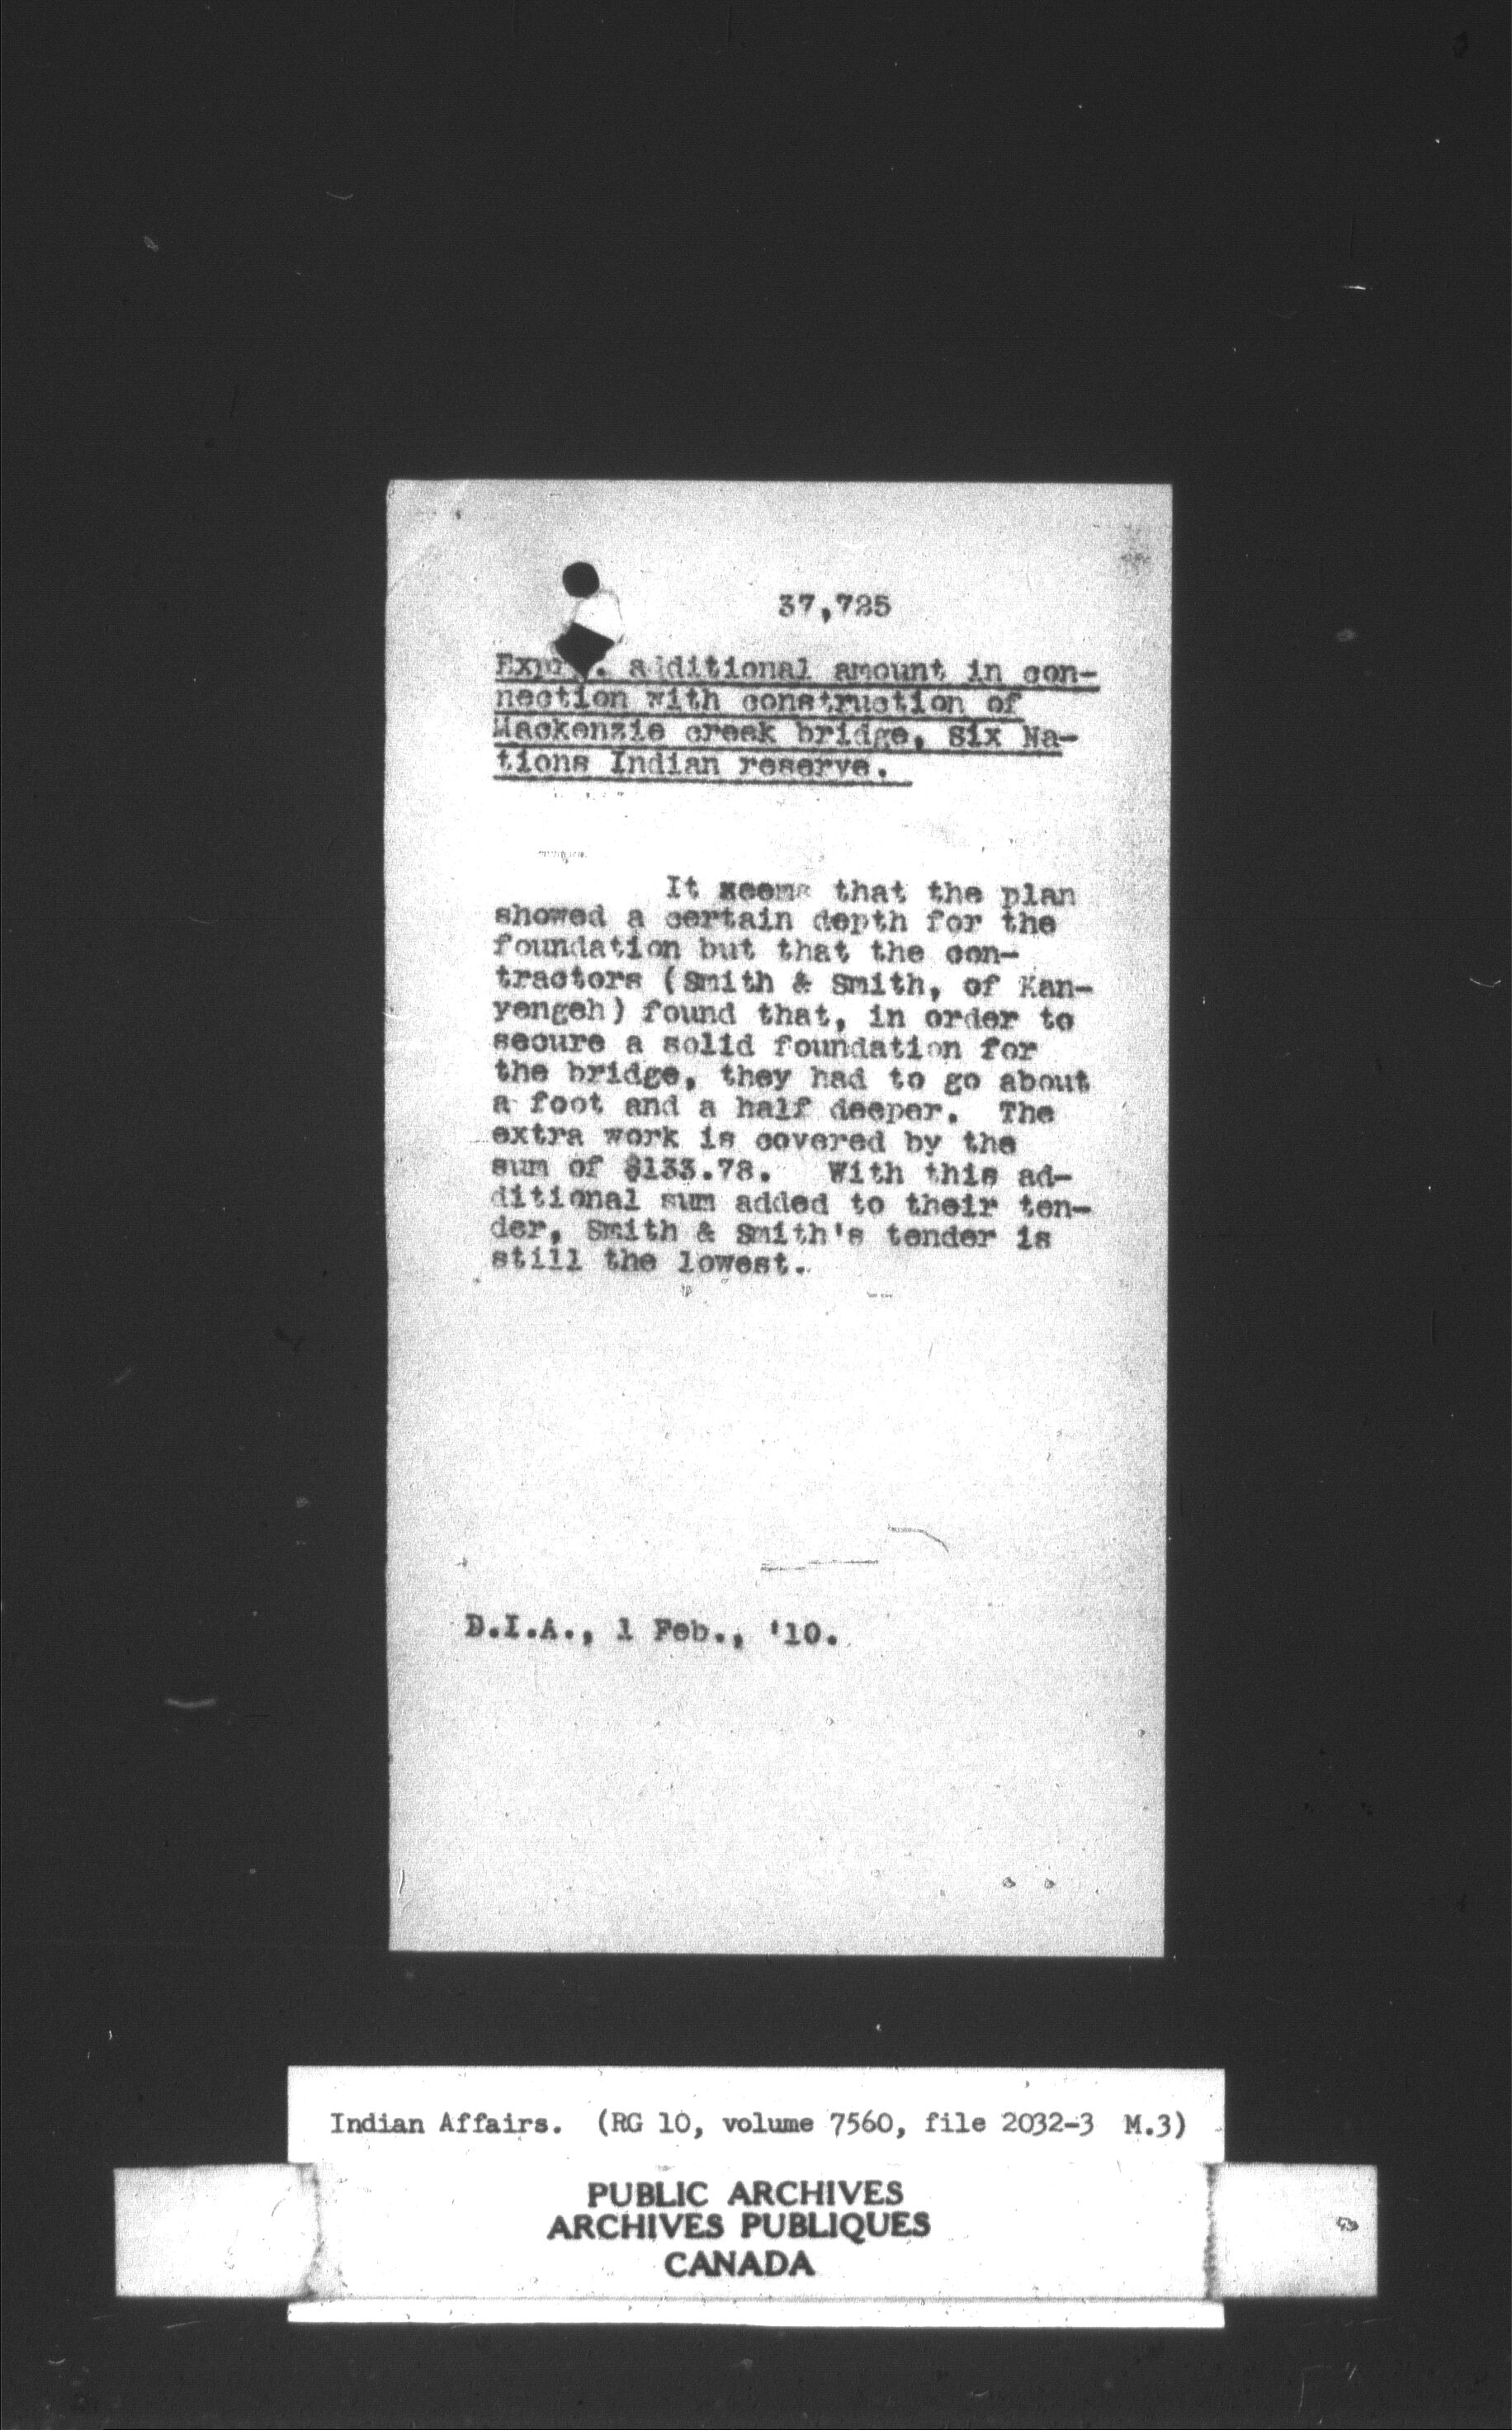 37,725
additional amount in con-
nection with construction of
Mackenzie creek bridge, Six Na-
tions Indian reserve.
It seems that the plan
showed a certain depth for the
foundation but that the con-
tractors (Smith & Smith, of Kan-
yengeh) found that, in order to
secure a solid foundation for
the bridge, they had to go about
a foot and a half deeper. The
extra work is covered by the
sum of $133.78. With this ad-
ditional sum added to their ten-
der, Smith & Smith's tender is
still the lowest.
D.I.A., 1 Feb., '10.
Indian Affairs. (RG 10, volume 7560, file 2032-3 M.3)
PUBLIC ARCHIVES
ARCHIVES PUBLIQUES
CANADA